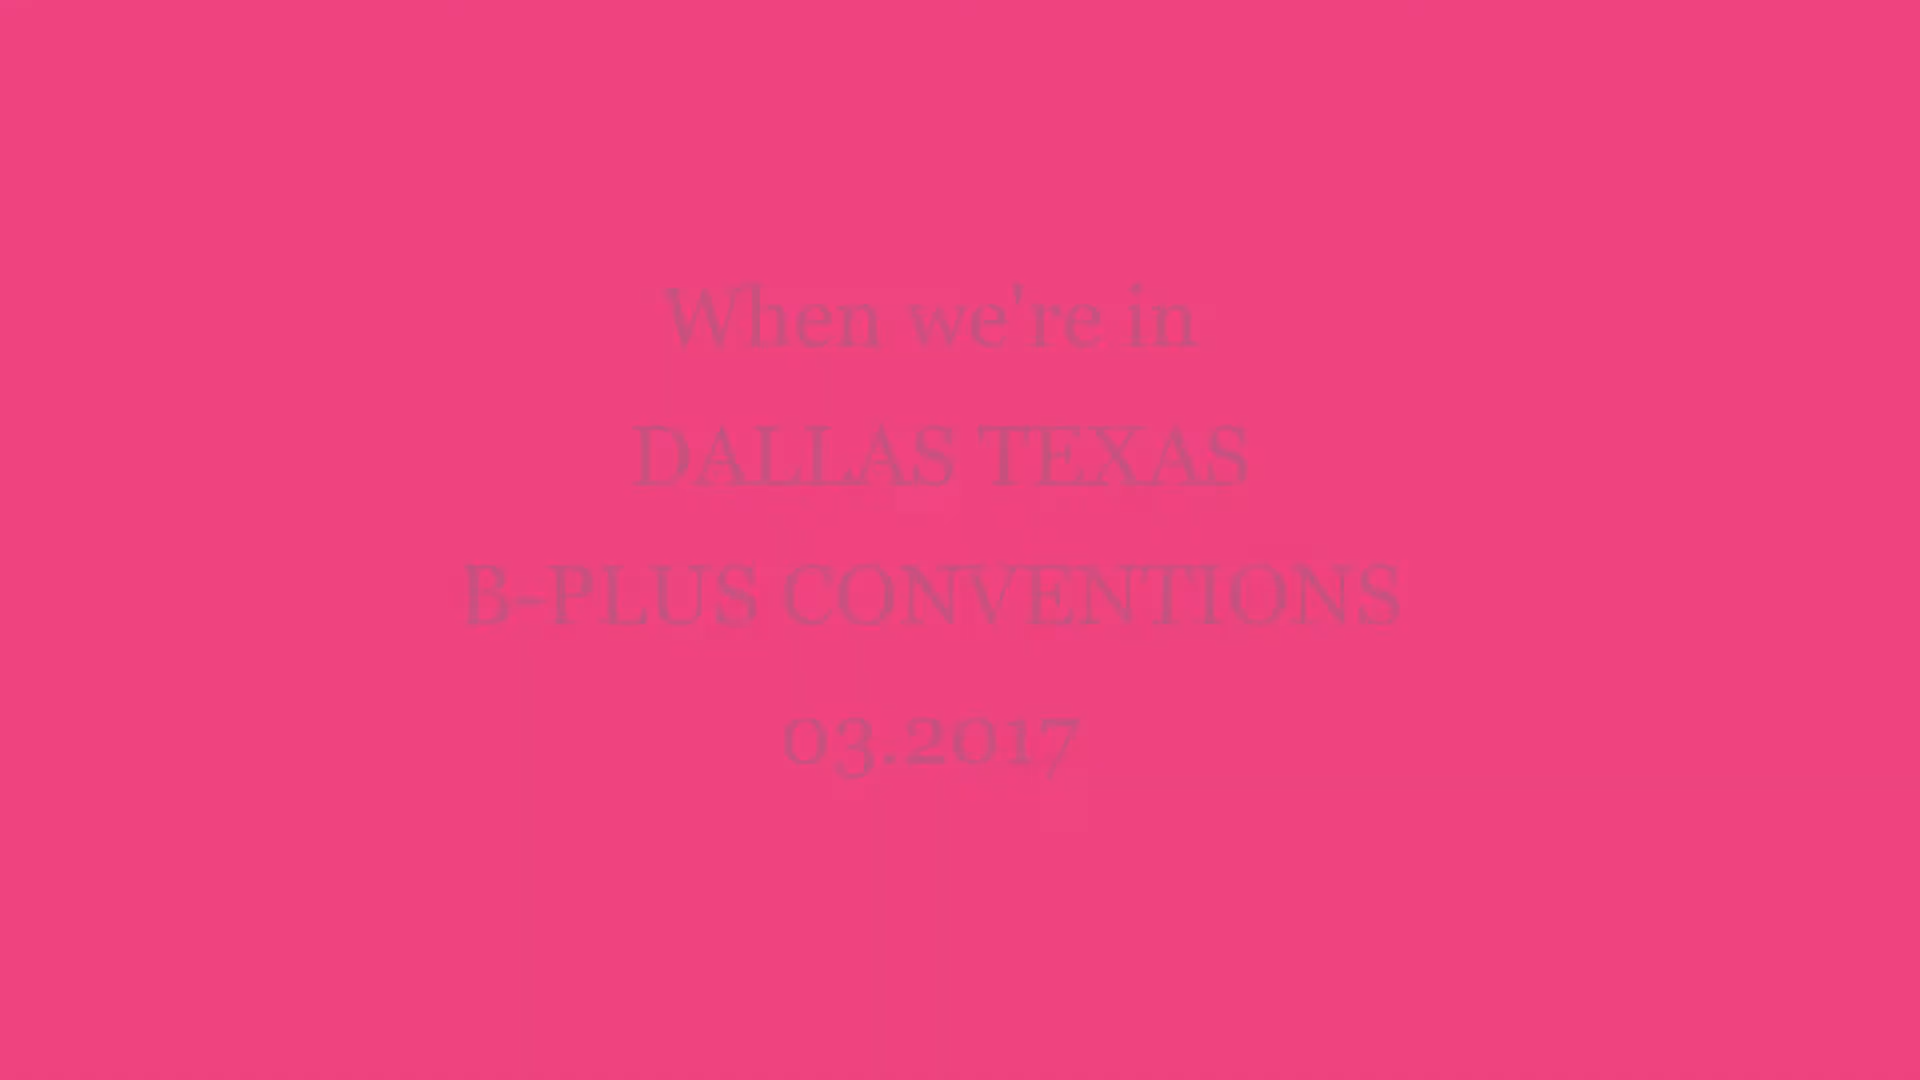 When we're in
DALLAS TEXAS
B-PLUS CONVENTIONS
03.2017